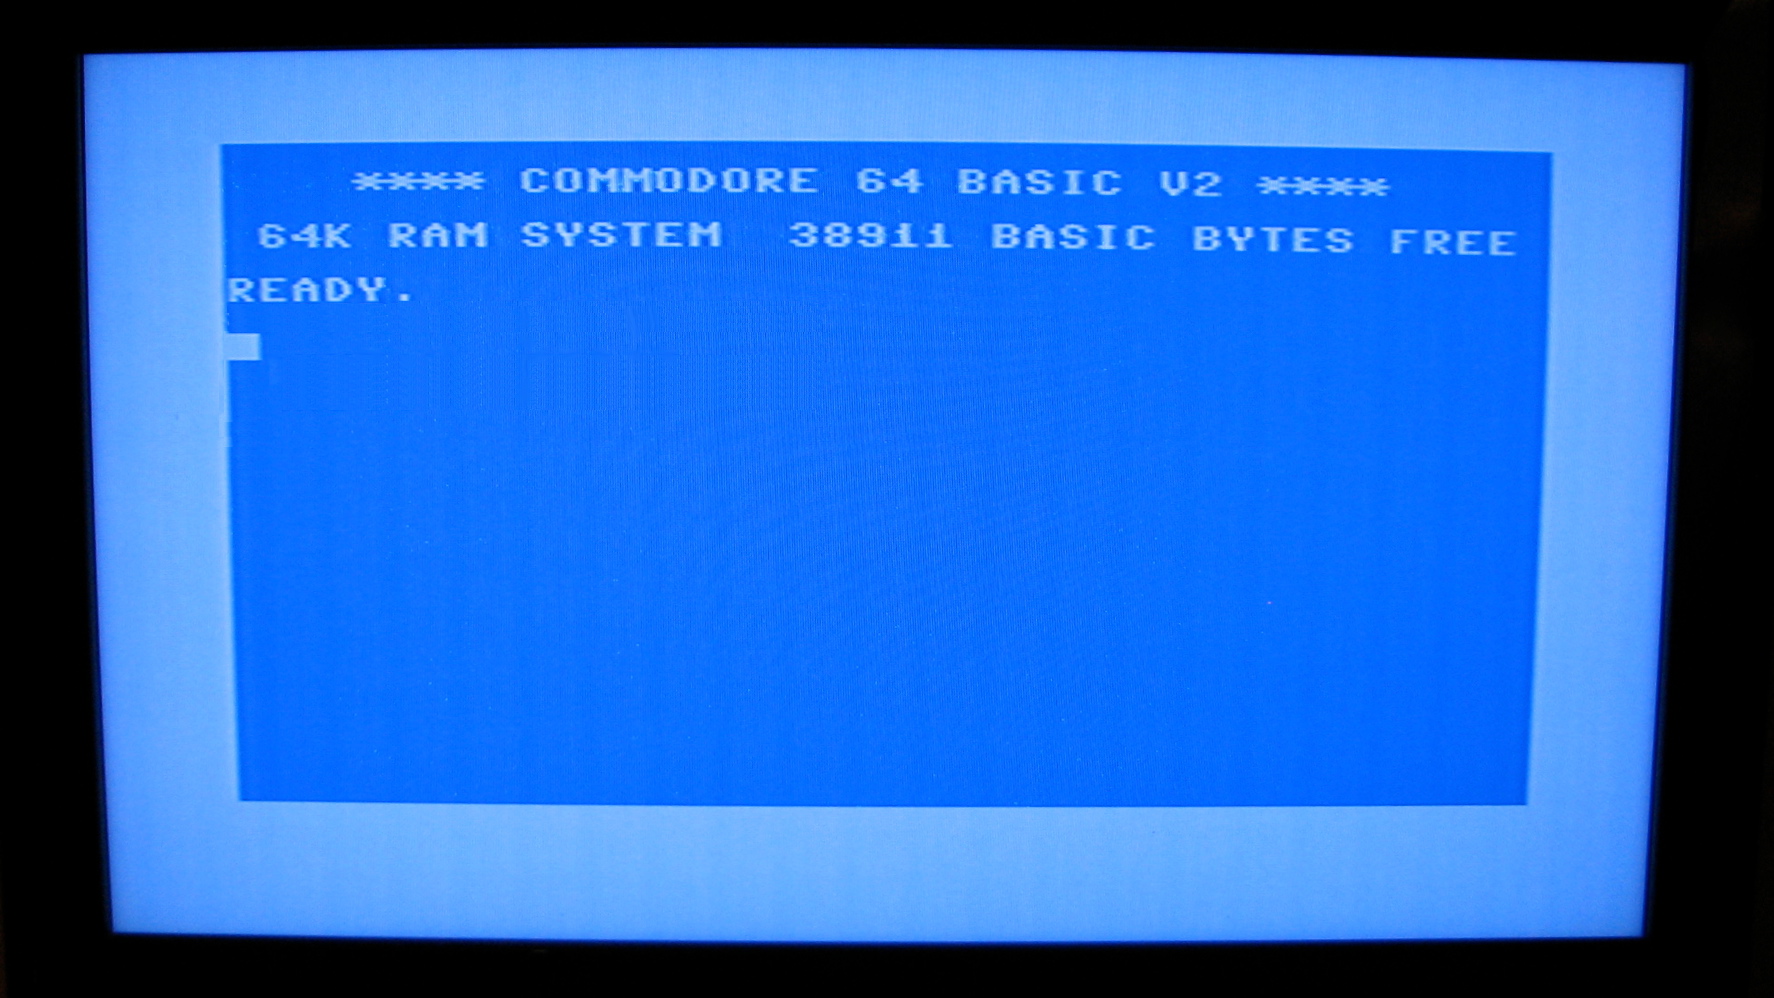 **** COMMODORE 64 BASIC V2 ****
64K RAM SYSTEM  38911 BASIC BYTES FREE
READY.